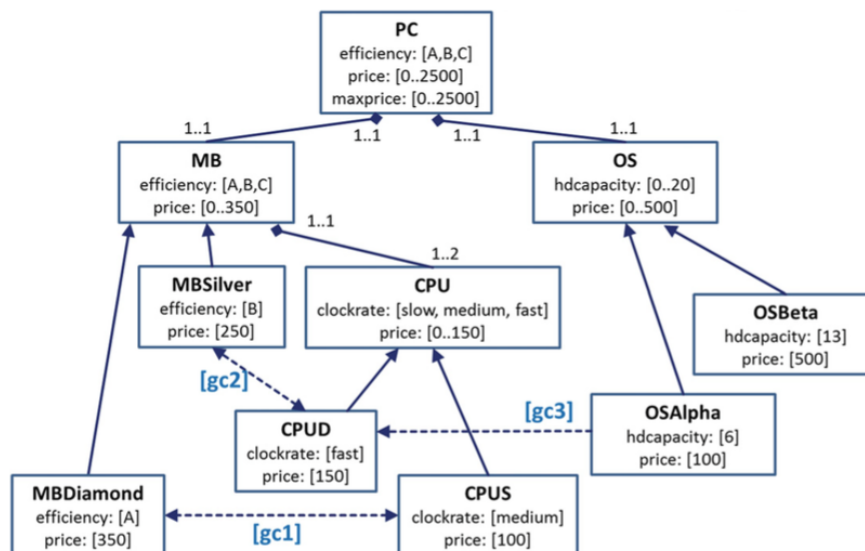 PC
efficiency: [A,B,C]
price: [0..2500]
maxprice: [0..2500]
1..1
1..1
1..1
1..1
MB
efficiency: [A,B,C]
price: [0..350]
OS
hdcapacity: [0..20]
price: [0..500]
1..1
1..2
MBSilver
efficiency: [B]
price: [250]
CPU
clockrate: [slow, medium, fast]
price: [0..150]
OSBeta
hdcapacity: [13]
price: [500]
[gc2]
[gc3]
CPUD
clockrate: [fast]
price: [150]
OSAlpha
hdcapacity: [6]
price: [100]
MBDiamond
efficiency: [A]
price: [350]
[gc1]
CPUS
clockrate: [medium]
price: [100]